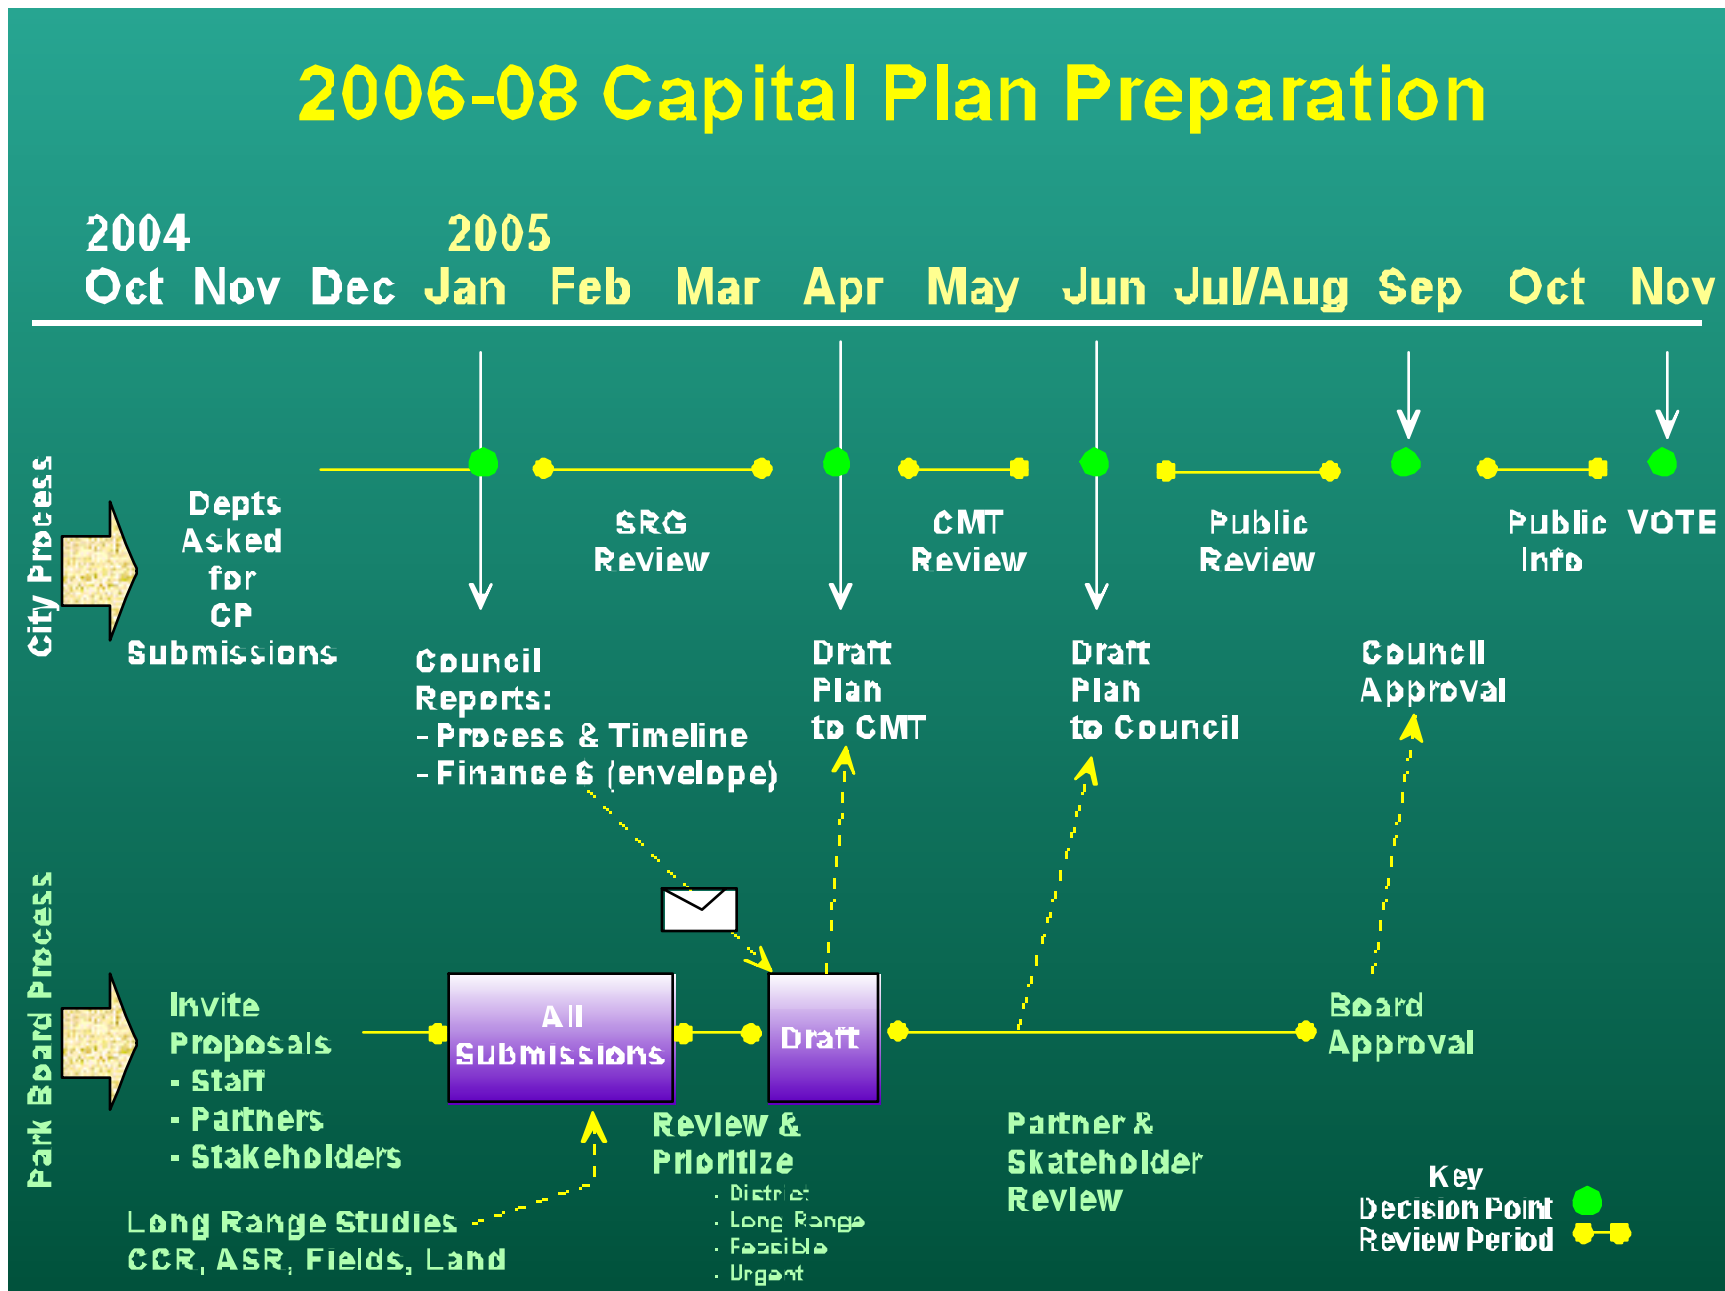 2006-08 Capital Plan Preparation
2004 2005
Oct Nov Dec Jan Feb Mar Apr May Jun Jul/Aug Sep Oct Nov
City Process
Depts
Asked
for
CP
Submissions
SRG
Review
CMT
Review
Public
Review
Public
Info
VOTE
Council
Reports:
- Process & Timeline
- Finance $ (envelope)
Draft
Plan
to CMT
Draft
Plan
to Council
Council
Approval
Park Board Process
Invite
Proposals
- Staff
- Partners
- Stakeholders
All
Submissions
Draft
Board
Approval
Review &
Prioritize
- District
- Long Range
- Feasible
- Urgent
Partner &
Skateholder
Review
Long Range Studies
CCR, ASR, Fields, Land
Key
Decision Point
Review Period